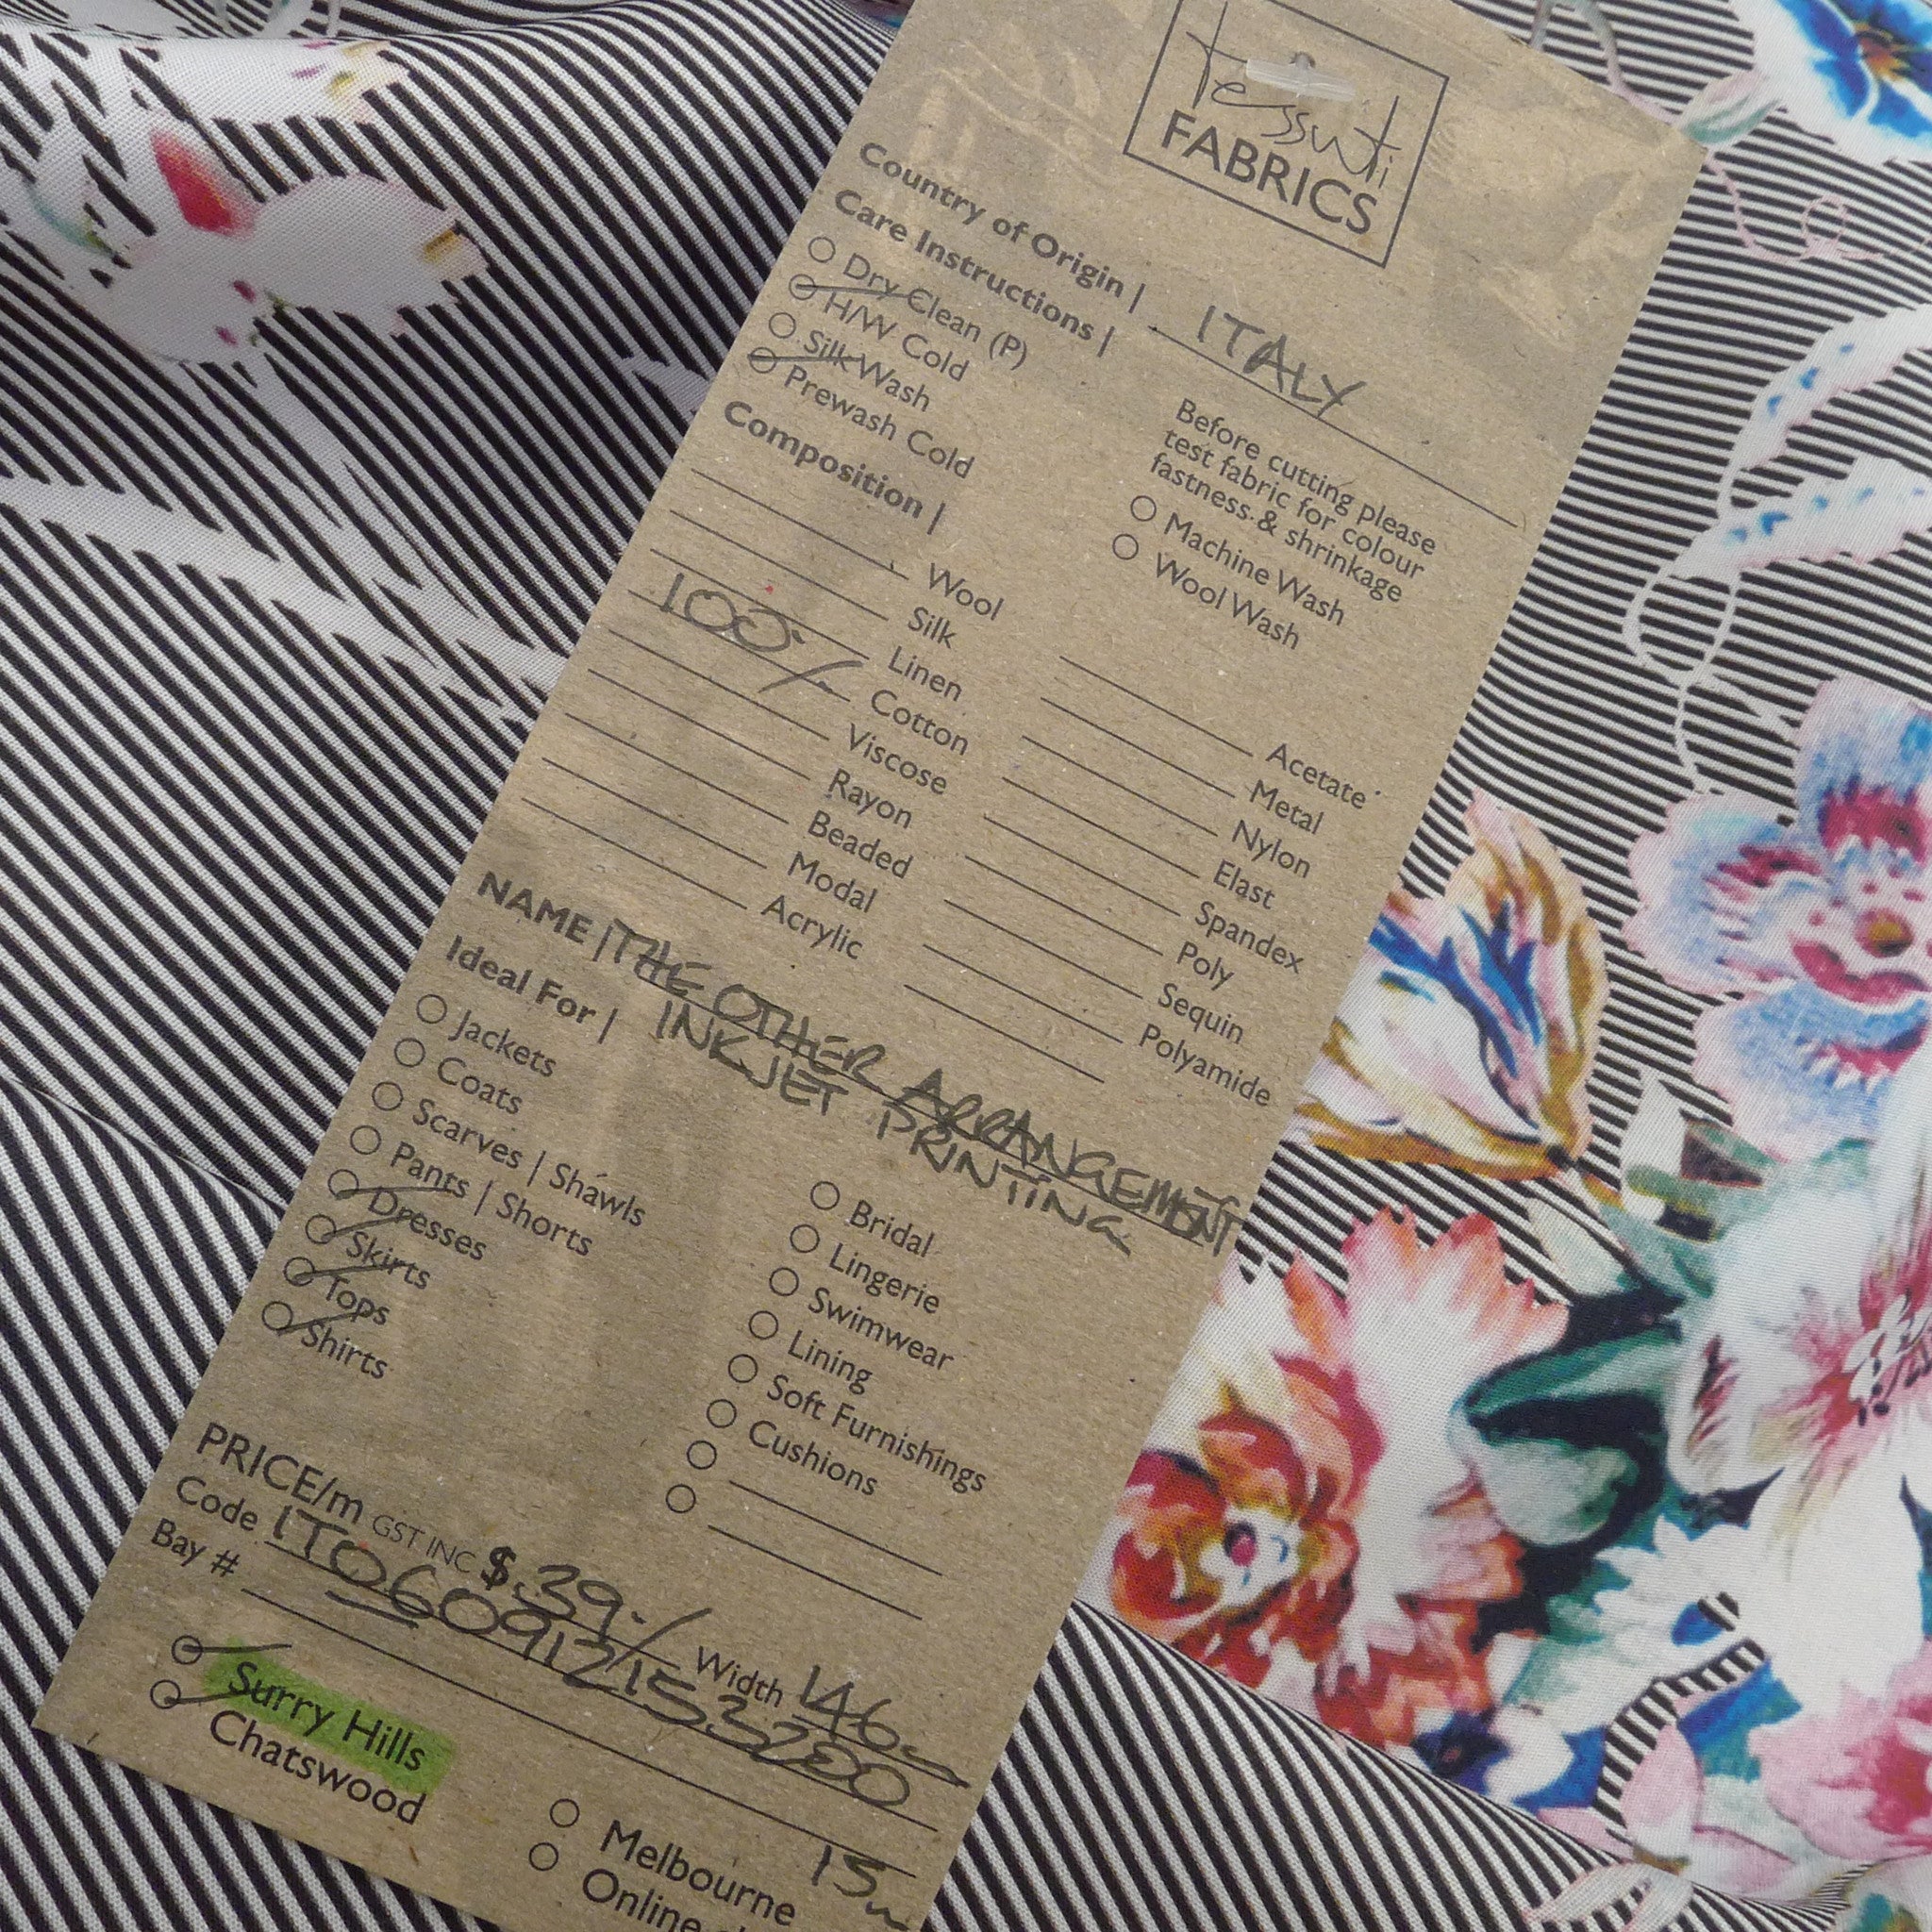 tessuti
FABRICS
Country of Origin | ITALY
Care Instructions |
Dry Clean (P)
H/W Cold
Silk Wash
Prewash Cold
Before cutting please
test fabric for colour
fastness & shrinkage
Machine Wash
Wool Wash
Composition |
Wool
Silk
Linen
100% Cotton
Viscose
Rayon
Beaded
Modal
Acrylic
Acetate
Metal
Nylon
Elast
Spandex
Poly
Sequin
Polyamide
NAME | THE OTHER ARRANGEMENT
INKJET PRINTING
Ideal For |
Jackets
Coats
Scarves | Shawls
Pants | Shorts
Dresses
Skirts
Tops
Shirts
Bridal
Lingerie
Swimwear
Lining
Soft Furnishings
Cushions
PRICE/m GST INC $39.- Width 146
Code
Bay #
Surry Hills
Chatswood
Melbourne
Online